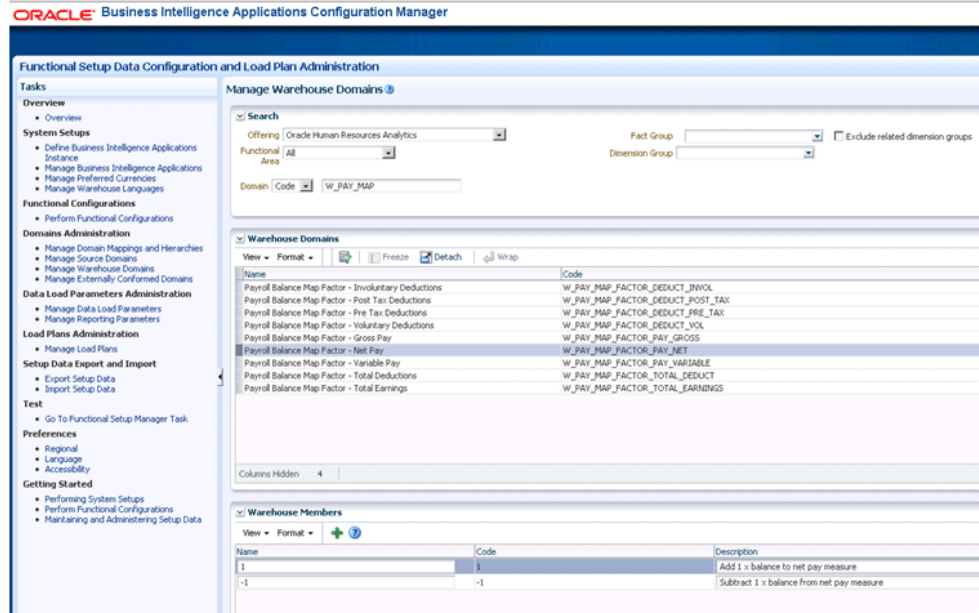 ORACLE® Business Intelligence Applications Configuration Manager
Functional Setup Data Configuration and Load Plan Administration
Tasks
Overview
Overview
System Setups
Define Business Intelligence Applications
Instance
Manage Business Intelligence Applications
Manage Preferred Currencies
Manage Warehouse Languages
Functional Configurations
Perform Functional Configurations
Domains Administration
Manage Domain Mappings and Hierarchies
Manage Source Domains
Manage Warehouse Domains
Manage Externally Conformed Domains
Data Load Parameters Administration
Manage Data Load Parameters
Manage Reporting Parameters
Load Plans Administration
Manage Load Plans
Setup Data Export and Import
Export Setup Data
Import Setup Data
Test
Go To Functional Setup Manager Task
Preferences
Regional
Language
Accessibility
Getting Started
Performing System Setups
Perform Functional Configurations
Maintaining and Administering Setup Data
Manage Warehouse Domains
Search
Offering Oracle Human Resources Analytics
Functional Area All
Fact Group
Dimension Group
Exclude related dimension groups
Domain Code W_PAY_MAP
Warehouse Domains
View Format Freeze Detach Wrap
Name Code
Payroll Balance Map Factor - Involuntary Deductions W_PAY_MAP_FACTOR_DEDUCT_INVOL
Payroll Balance Map Factor - Post Tax Deductions W_PAY_MAP_FACTOR_DEDUCT_POST_TAX
Payroll Balance Map Factor - Pre Tax Deductions W_PAY_MAP_FACTOR_DEDUCT_PRE_TAX
Payroll Balance Map Factor - Voluntary Deductions W_PAY_MAP_FACTOR_DEDUCT_VOL
Payroll Balance Map Factor - Gross Pay W_PAY_MAP_FACTOR_PAY_GROSS
Payroll Balance Map Factor - Net Pay W_PAY_MAP_FACTOR_PAY_NET
Payroll Balance Map Factor - Variable Pay W_PAY_MAP_FACTOR_PAY_VARIABLE
Payroll Balance Map Factor - Total Deductions W_PAY_MAP_FACTOR_TOTAL_DEDUCT
Payroll Balance Map Factor - Total Earnings W_PAY_MAP_FACTOR_TOTAL_EARNINGS
Columns Hidden 4
Warehouse Members
View Format
Name Code Description
1 1 Add 1 x balance to net pay measure
-1 -1 Subtract 1 x balance from net pay measure